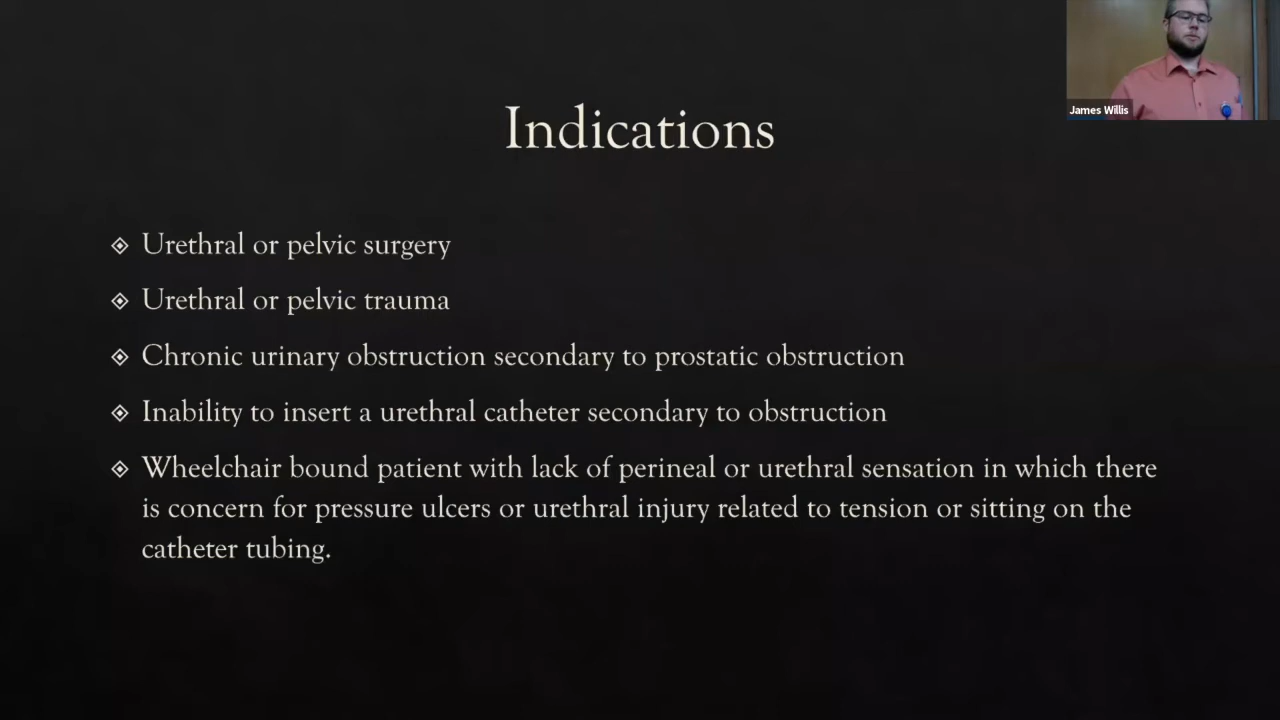 James Willis
Indications
Urethral or pelvic surgery
Urethral or pelvic trauma
Chronic urinary obstruction secondary to prostatic obstruction
Inability to insert a urethral catheter secondary to obstruction
Wheelchair bound patient with lack of perineal or urethral sensation in which there
is concern for pressure ulcers or urethral injury related to tension or sitting on the
catheter tubing.